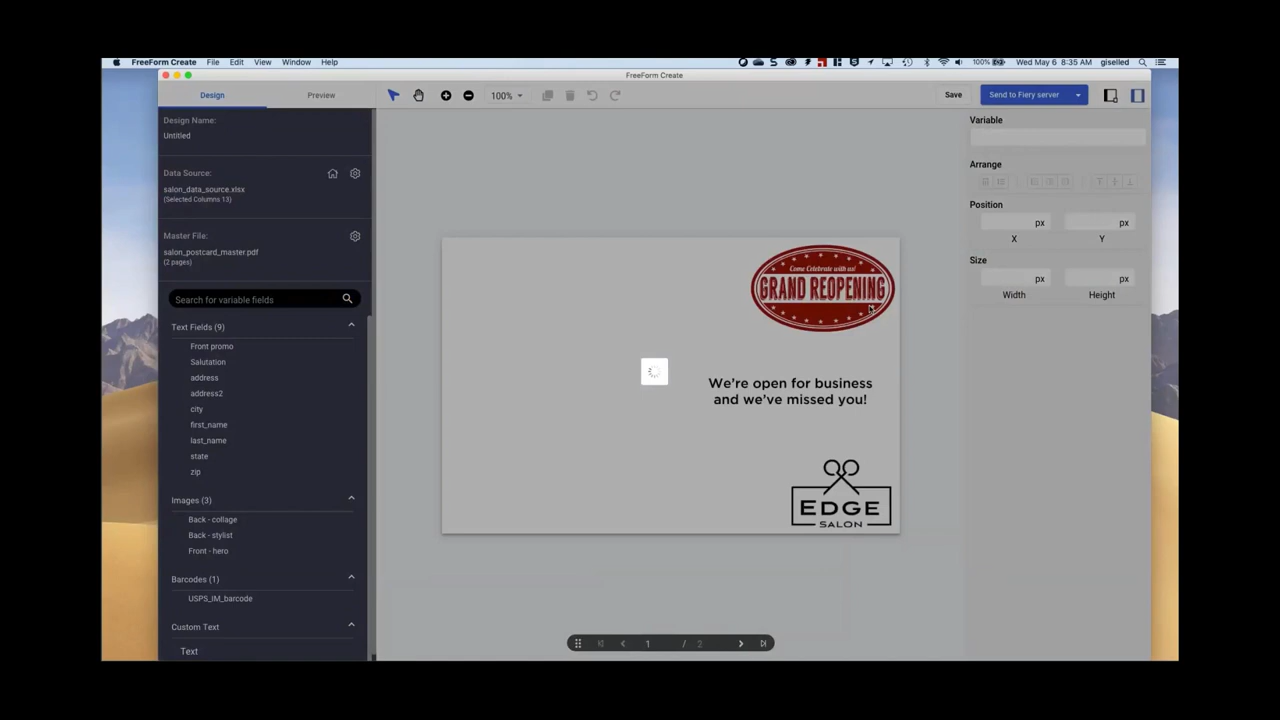 FreeForm Create File Edit View Window Help
100% Wed May 6 8:35 AM giselled
FreeForm Create
Design Preview
100%
Save Send to Fiery server
Design Name:
Untitled
Data Source:
salon_data_source.xlsx
(Selected Columns 13)
Master File:
salon_postcard_master.pdf
(2 pages)
Search for variable fields
Text Fields (9)
Front promo
Salutation
address
address2
city
first_name
last_name
state
zip
Images (3)
Back - collage
Back - stylist
Front - hero
Barcodes (1)
USPS_IM_barcode
Custom Text
Text
Come Celebrate with us!
GRAND REOPENING
We're open for business
and we've missed you!
EDGE
SALON
1 / 2
Variable
Arrange
Position
px px
X Y
Size
px px
Width Height